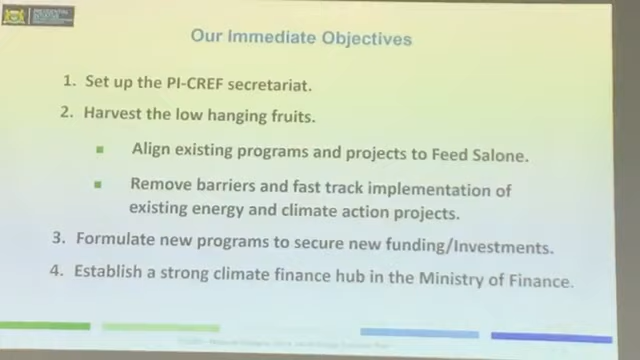 Our Immediate Objectives
1. Set up the PI-CREF secretariat.
2. Harvest the low hanging fruits.
▪ Align existing programs and projects to Feed Salone.
▪ Remove barriers and fast track implementation of
existing energy and climate action projects.
3. Formulate new programs to secure new funding/Investments.
4. Establish a strong climate finance hub in the Ministry of Finance.